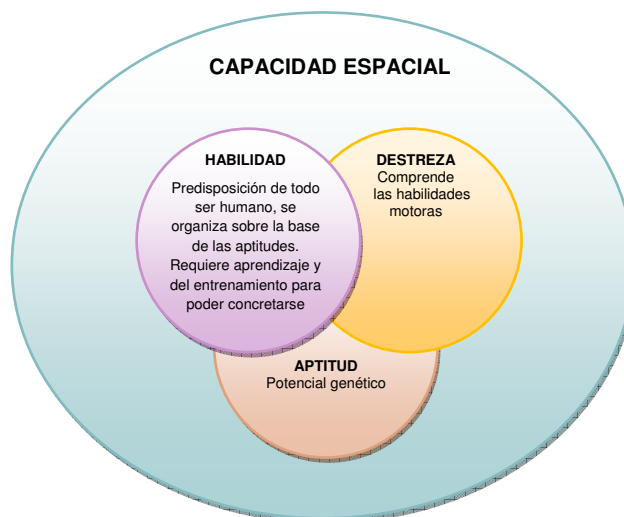 CAPACIDAD ESPACIAL
HABILIDAD
Predisposición de todo
ser humano, se
organiza sobre la base
de las aptitudes.
Requiere aprendizaje y
del entrenamiento para
poder concretarse
DESTREZA
Comprende
las habilidades
motoras
APTITUD
Potencial genético